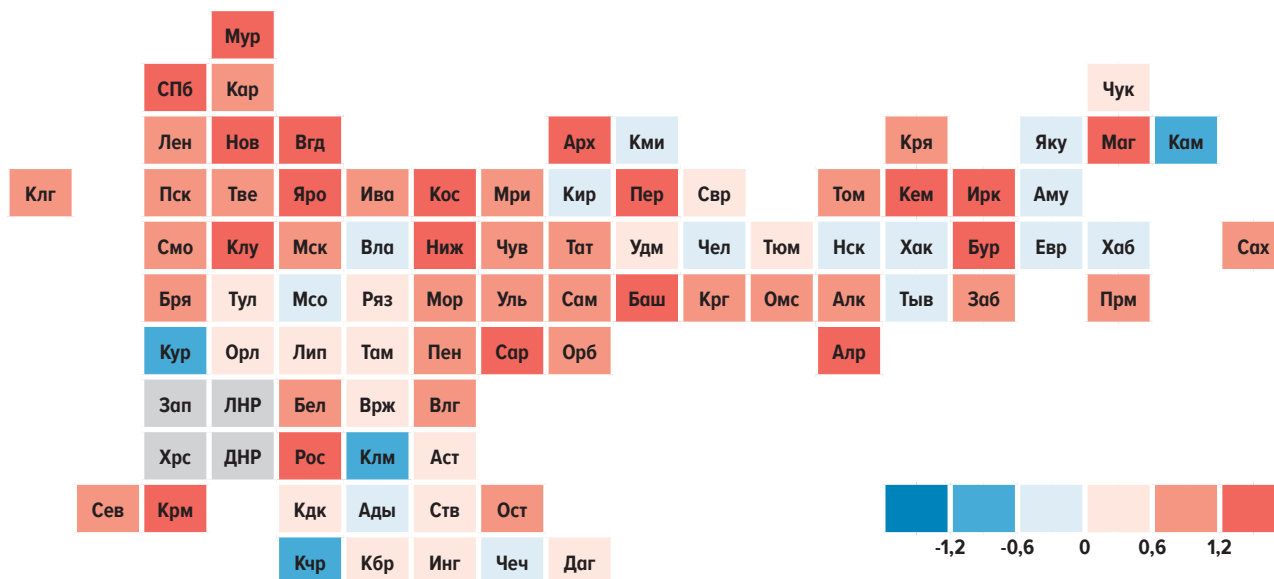 Мур
СПб Кар Чук
Лен Нов Вгд Арх Кми Кря Яку Маг Кам
Клг Пск Тве Яро Ива Кос Мри Кир Пер Свр Том Кем Ирк Аму
Смо Клу Мск Вла Ниж Чув Тат Удм Чел Тюм Нск Хак Бур Евр Хаб Сах
Бря Тул Мсо Ряз Мор Уль Сам Баш Крг Омс Алк Тыв Заб Прм
Кур Орл Лип Там Пен Сар Орб Алр
Зап ЛНР Бел Врж Влг
Хрс ДНР Рос Клм Аст
Сев Крм Кдк Ады Ств Ост
-1,2 -0,6 0 0,6 1,2
Кчр Кбр Инг Чеч Даг